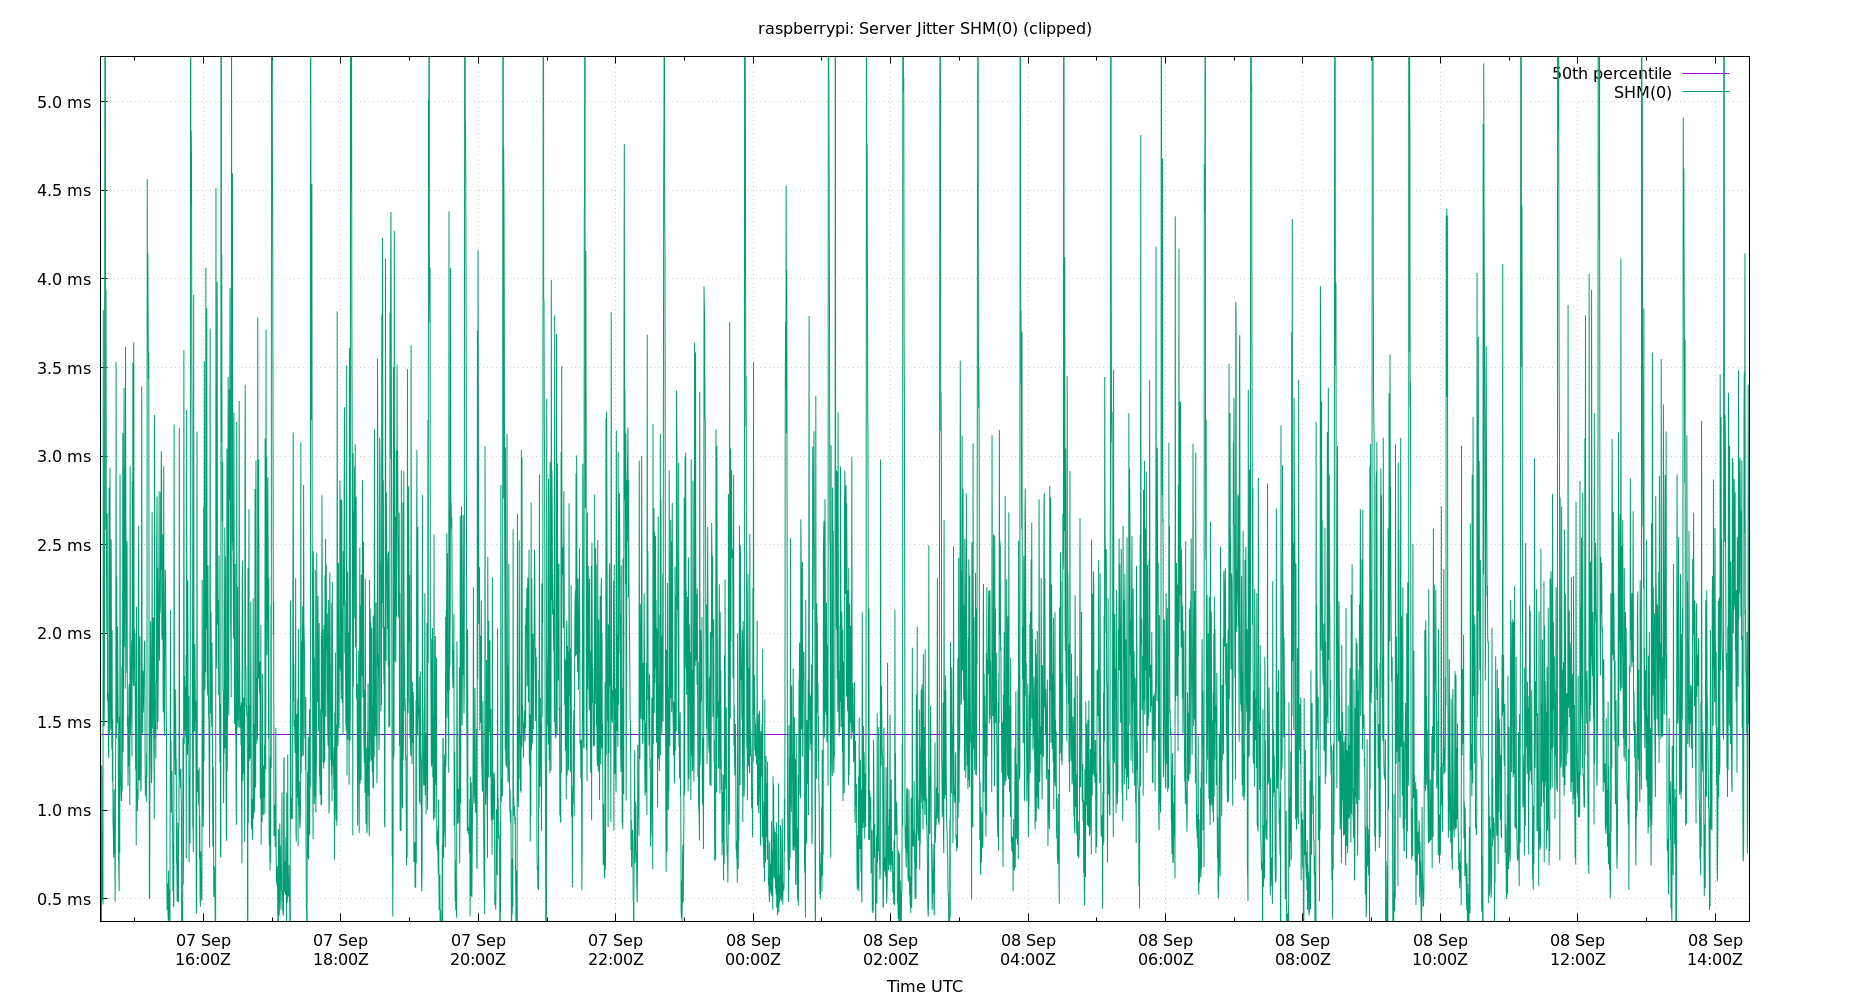 raspberrypi: Server Jitter SHM(0) (clipped)
50th percentile
SHM(0)
5.0 ms
4.5 ms
4.0 ms
3.5 ms
3.0 ms
2.5 ms
2.0 ms
1.5 ms
1.0 ms
0.5 ms
07 Sep 07 Sep 07 Sep 07 Sep 08 Sep 08 Sep 08 Sep 08 Sep 08 Sep 08 Sep 08 Sep 08 Sep
16:00Z 18:00Z 20:00Z 22:00Z 00:00Z 02:00Z 04:00Z 06:00Z 08:00Z 10:00Z 12:00Z 14:00Z
Time UTC